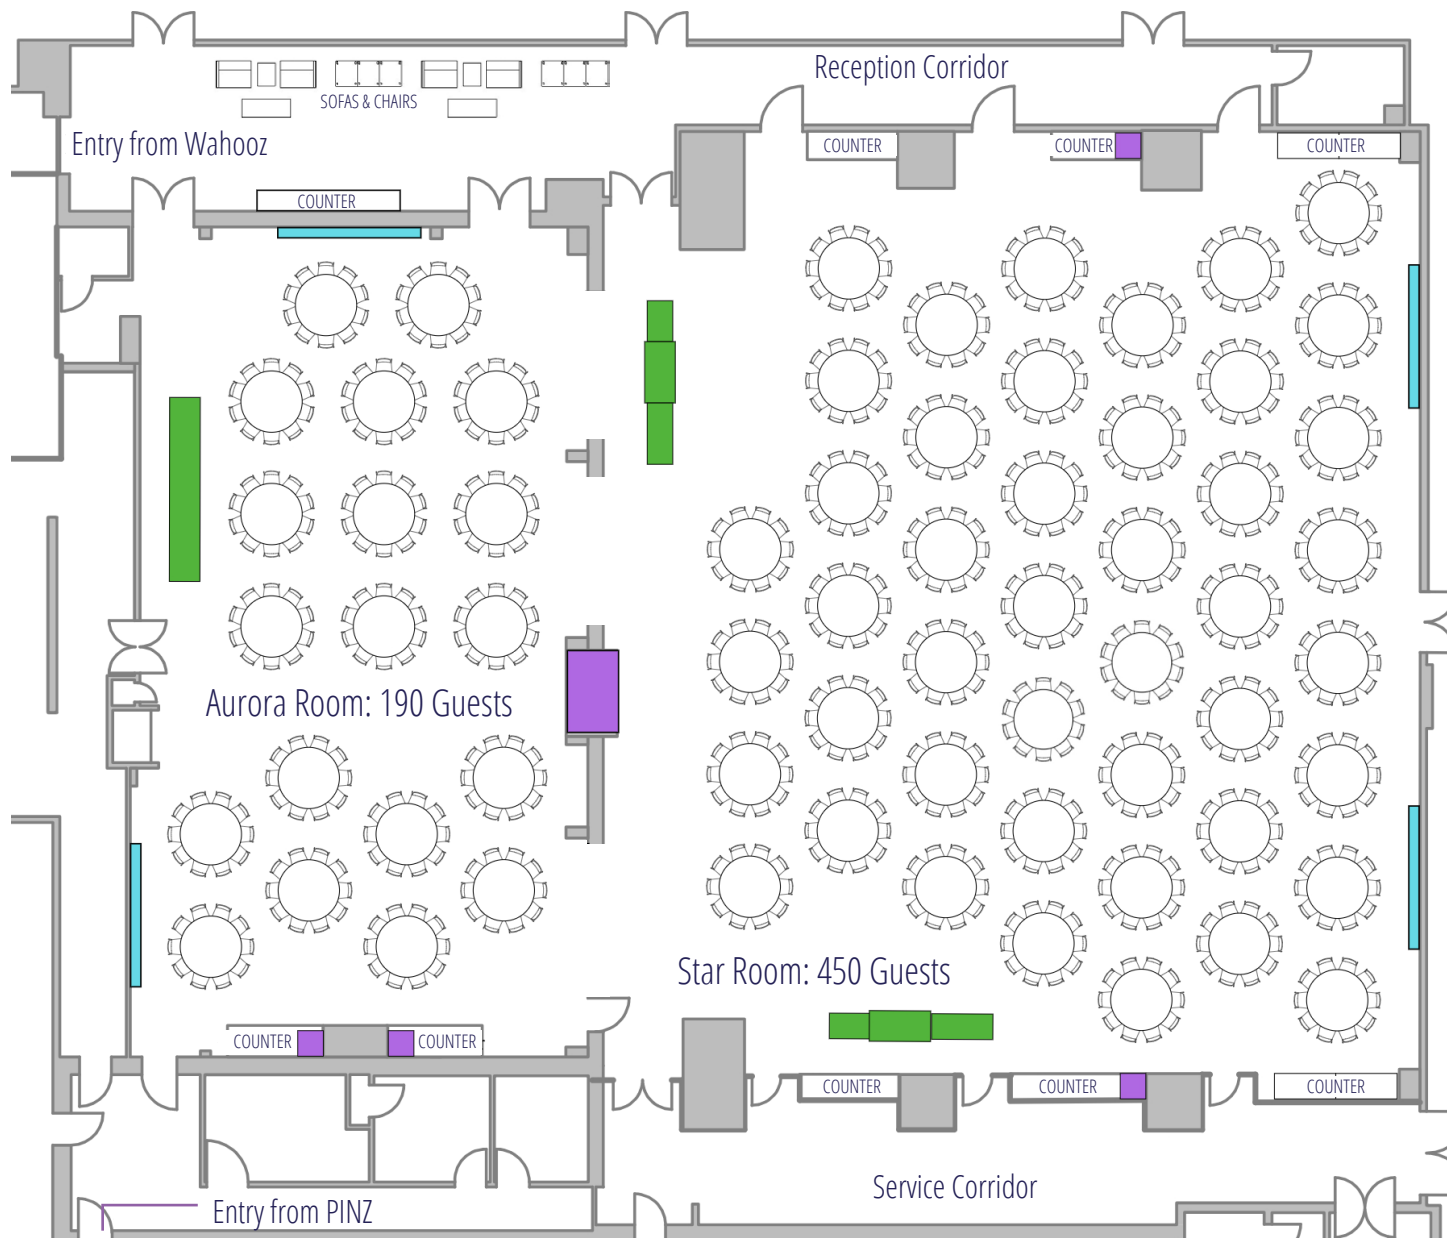 Reception Corridor
SOFAS & CHAIRS
Entry from Wahooz
COUNTER
COUNTER
COUNTER
COUNTER
Aurora Room: 190 Guests
Star Room: 450 Guests
COUNTER
COUNTER
COUNTER
COUNTER
COUNTER
Service Corridor
Entry from PINZ